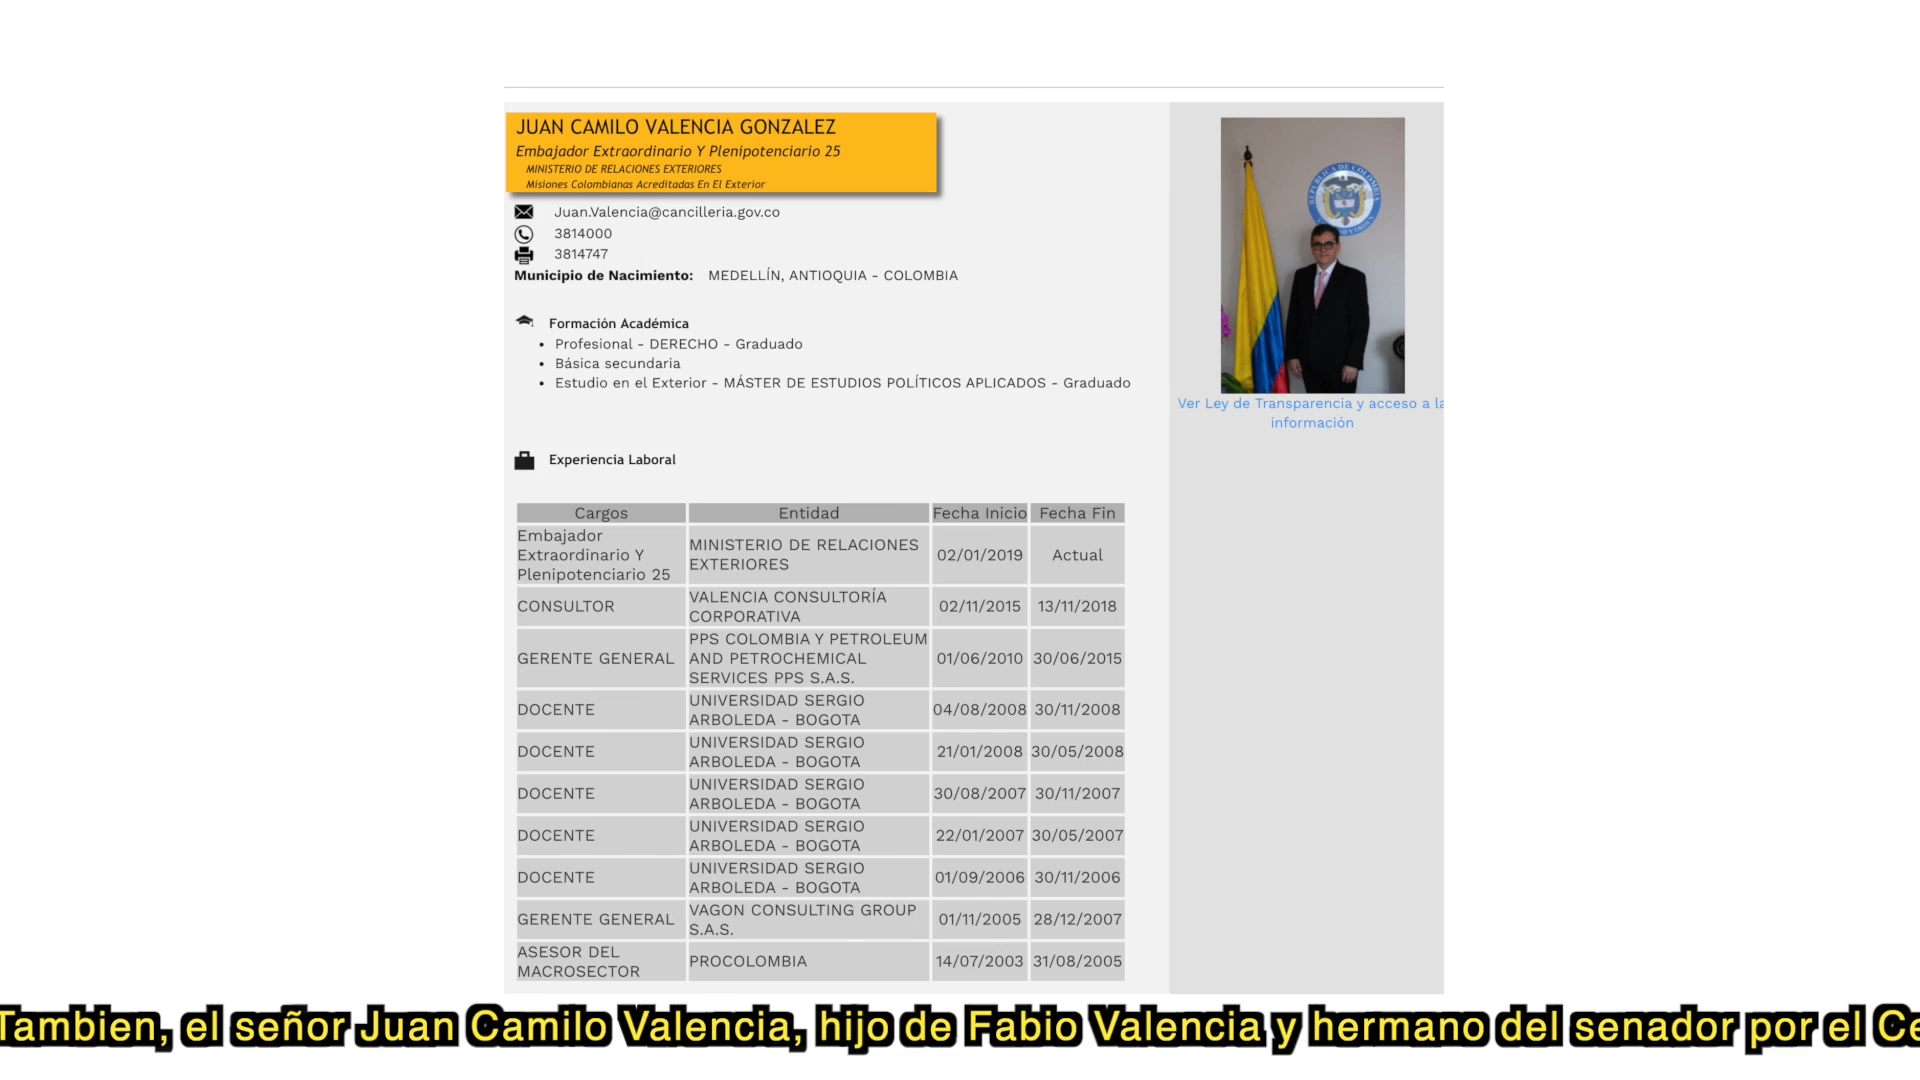 JUAN CAMILO VALENCIA GONZALEZ
Embajador Extraordinario Y Plenipotenciario 25
MINISTERIO DE RELACIONES EXTERIORES
Misiones Colombianas Acreditadas En El Exterior
Juan.Valencia@cancilleria.gov.co
3814000
3814747
Municipio de Nacimiento: MEDELLÍN, ANTIOQUIA - COLOMBIA
Formación Académica
• Profesional - DERECHO - Graduado
• Básica secundaria
• Estudio en el Exterior - MÁSTER DE ESTUDIOS POLÍTICOS APLICADOS - Graduado
REPUBLICA DE COLOMBIA
Ver Ley de Transparencia y acceso a la
información
Experiencia Laboral
Cargos Entidad Fecha Inicio Fecha Fin
Embajador
Extraordinario Y
Plenipotenciario 25
MINISTERIO DE RELACIONES
EXTERIORES
02/01/2019 Actual
CONSULTOR
VALENCIA CONSULTORÍA
CORPORATIVA
02/11/2015 13/11/2018
GERENTE GENERAL
PPS COLOMBIA Y PETROLEUM
AND PETROCHEMICAL
SERVICES PPS S.A.S.
01/06/2010 30/06/2015
DOCENTE
UNIVERSIDAD SERGIO
ARBOLEDA - BOGOTA
04/08/2008 30/11/2008
DOCENTE
UNIVERSIDAD SERGIO
ARBOLEDA - BOGOTA
21/01/2008 30/05/2008
DOCENTE
UNIVERSIDAD SERGIO
ARBOLEDA - BOGOTA
30/08/2007 30/11/2007
DOCENTE
UNIVERSIDAD SERGIO
ARBOLEDA - BOGOTA
22/01/2007 30/05/2007
DOCENTE
UNIVERSIDAD SERGIO
ARBOLEDA - BOGOTA
01/09/2006 30/11/2006
GERENTE GENERAL
VAGON CONSULTING GROUP
S.A.S.
01/11/2005 28/12/2007
ASESOR DEL
MACROSECTOR
PROCOLOMBIA
14/07/2003 31/08/2005
Tambien, el señor Juan Camilo Valencia, hijo de Fabio Valencia y hermano del senador por el Ce